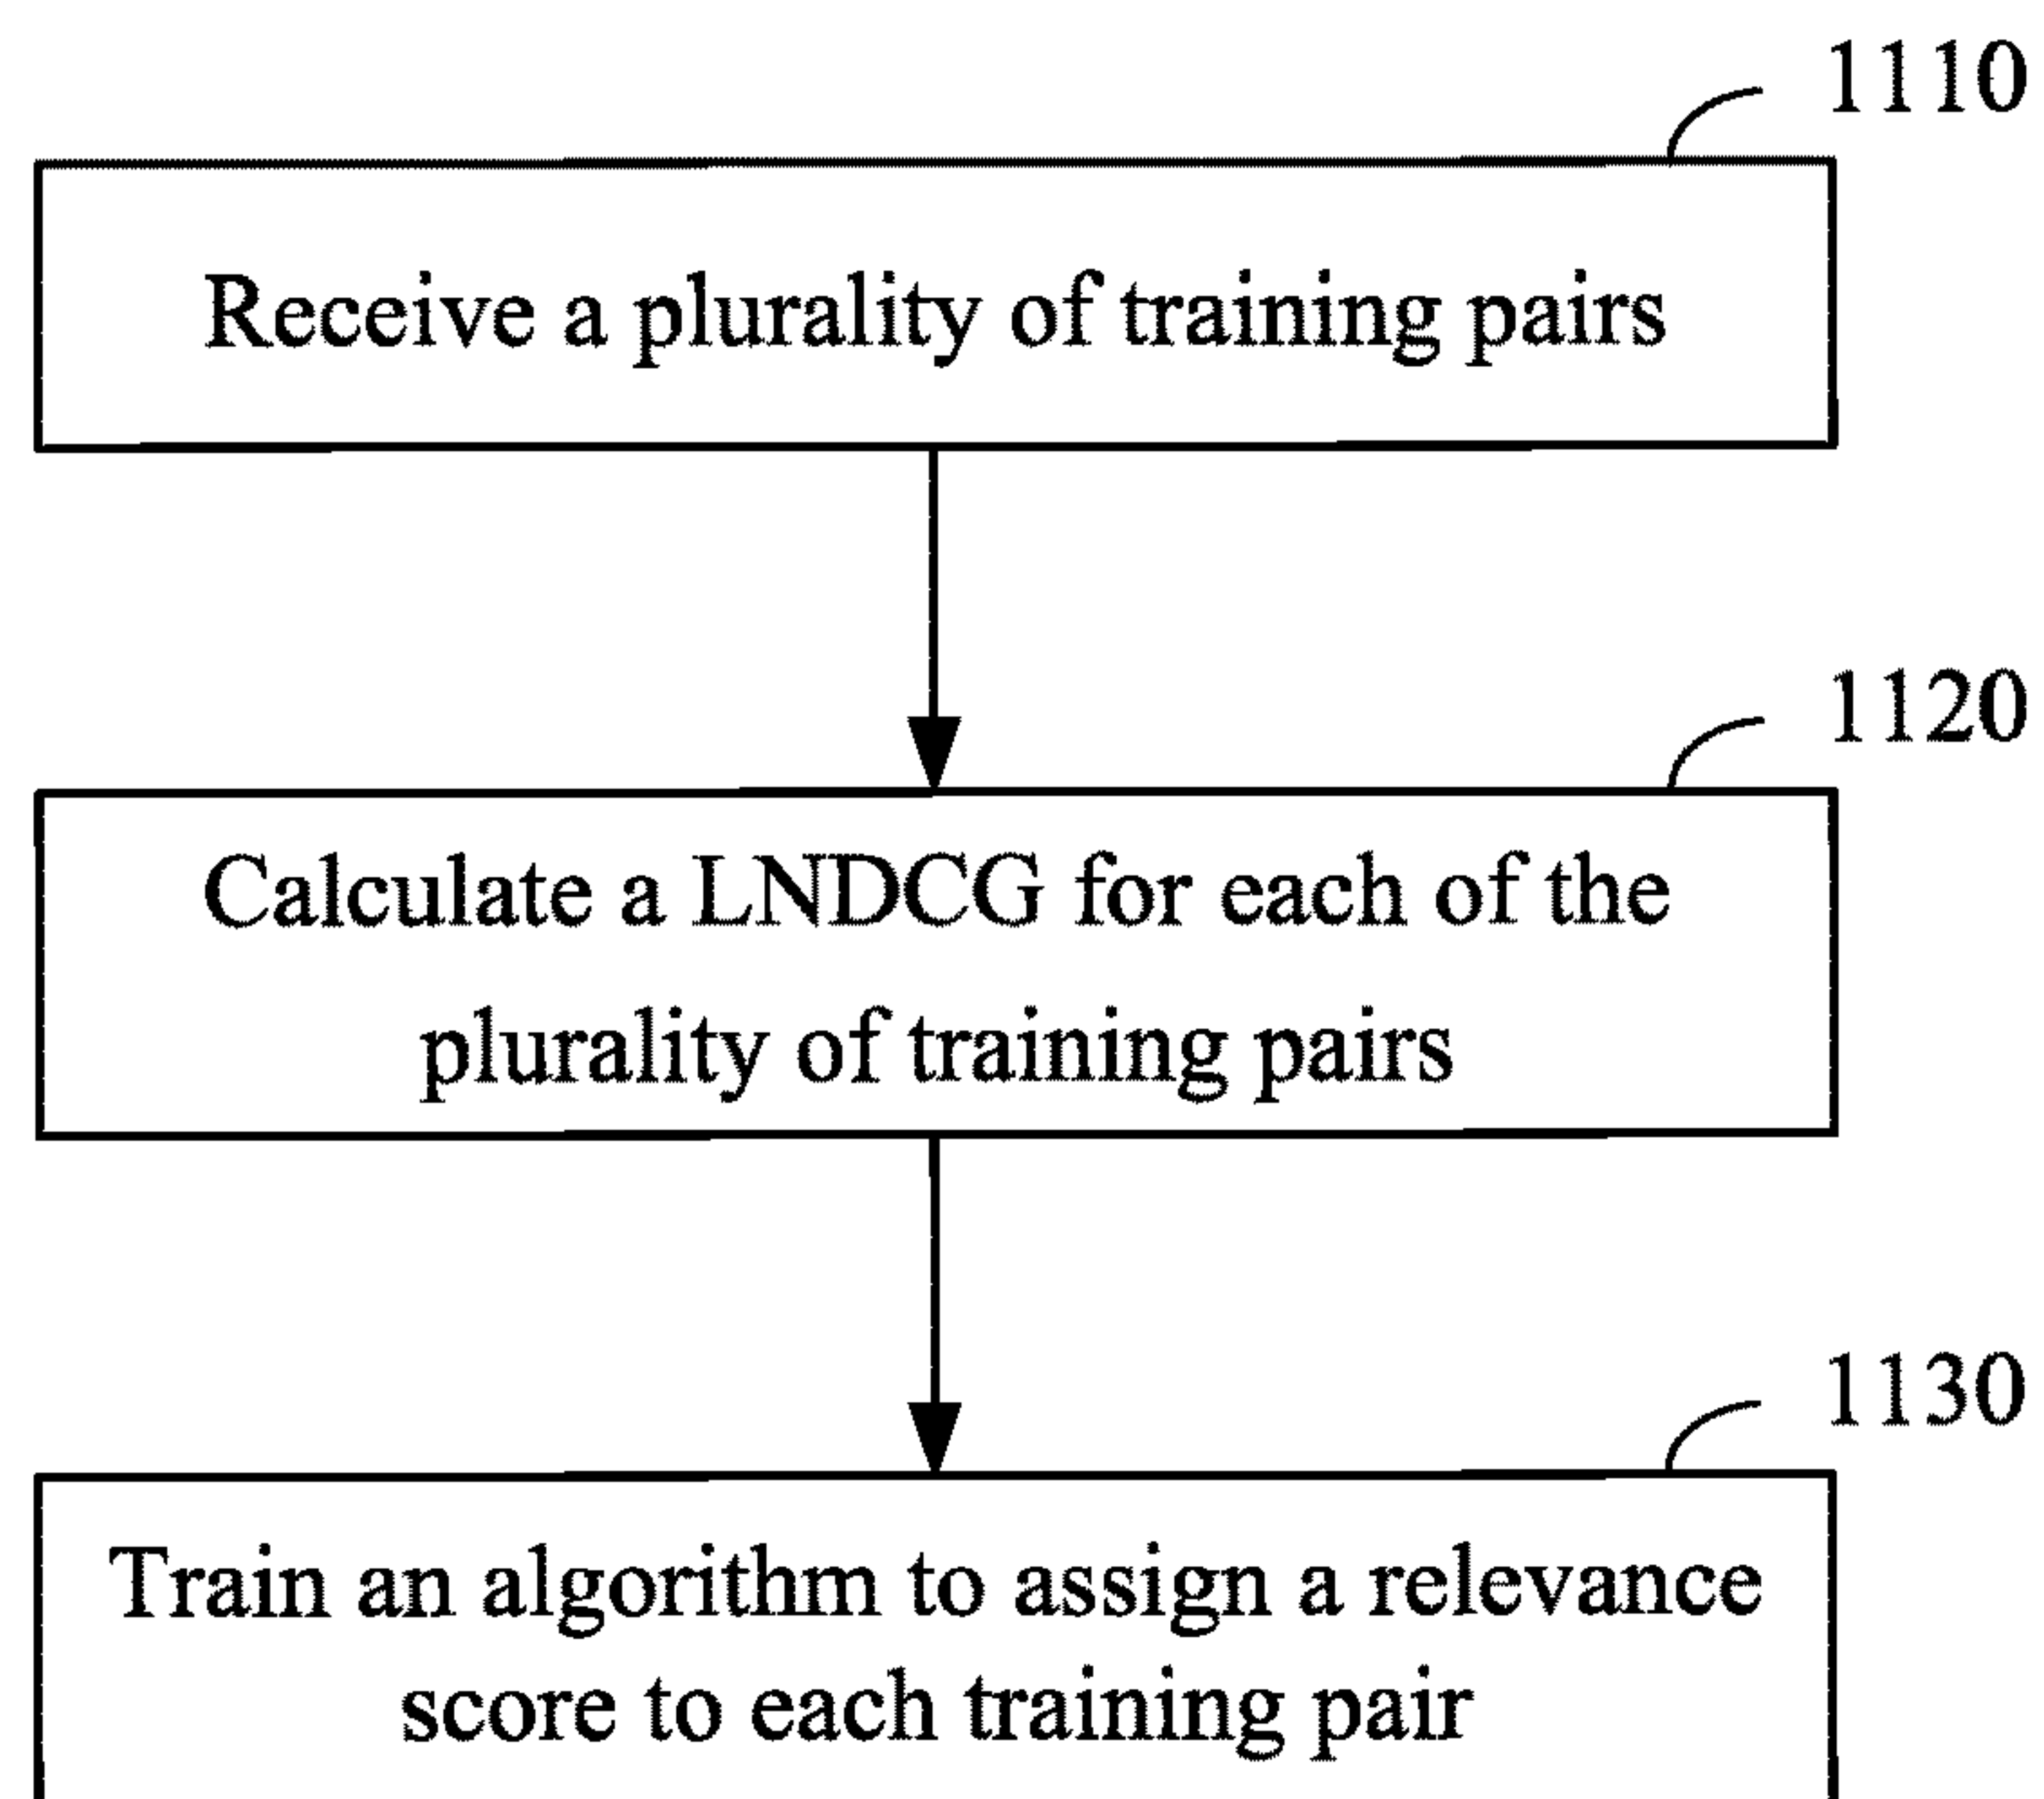 1110
Receive a plurality of training pairs
1120
Calculate a LNDCG for each of the
plurality of training pairs
1130
Train an algorithm to assign a relevance
score to each training pair